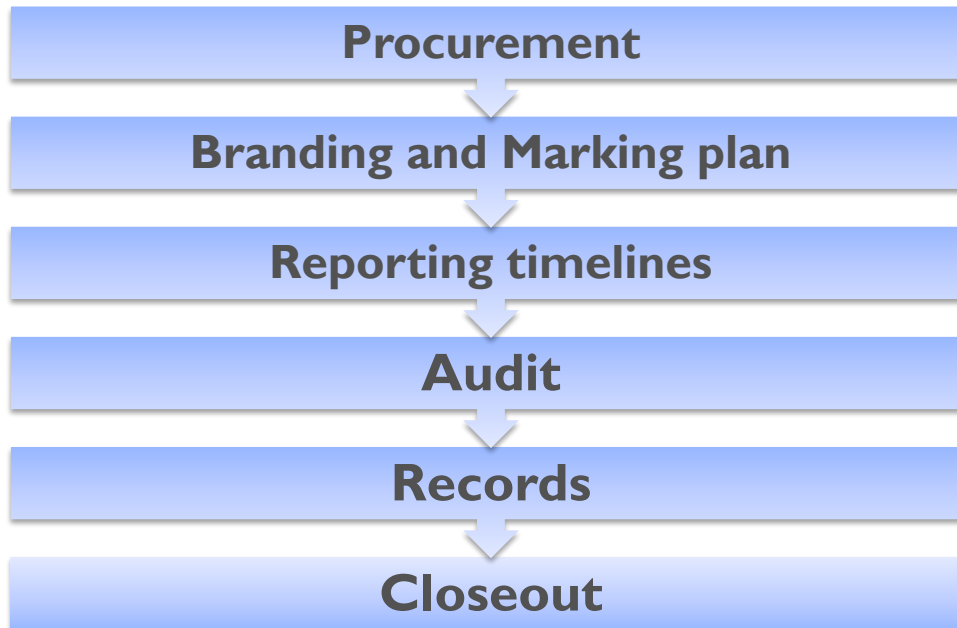 Procurement
Branding and Marking plan
Reporting timelines
Audit
Records
Closeout